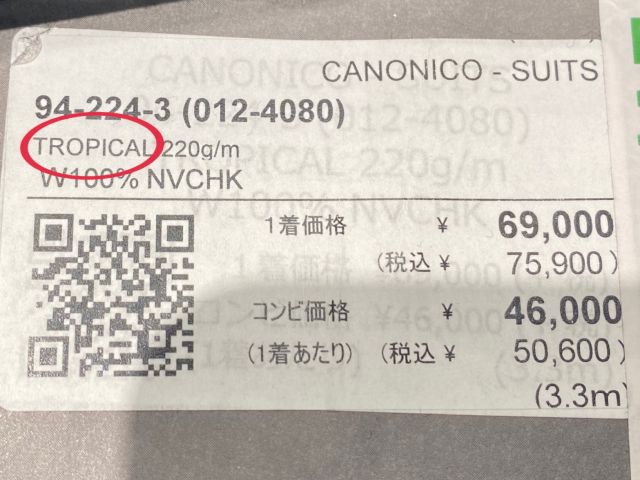 CANONICO - SUITS
94-224-3 (012-4080)
TROPICAL 220g/m
W100% NVCHK
1着価格 ¥ 69,000
(税込 ¥ 75,900)
コンビ価格 ¥ 46,000
(1着あたり) (税込 ¥ 50,600)
(3.3m)